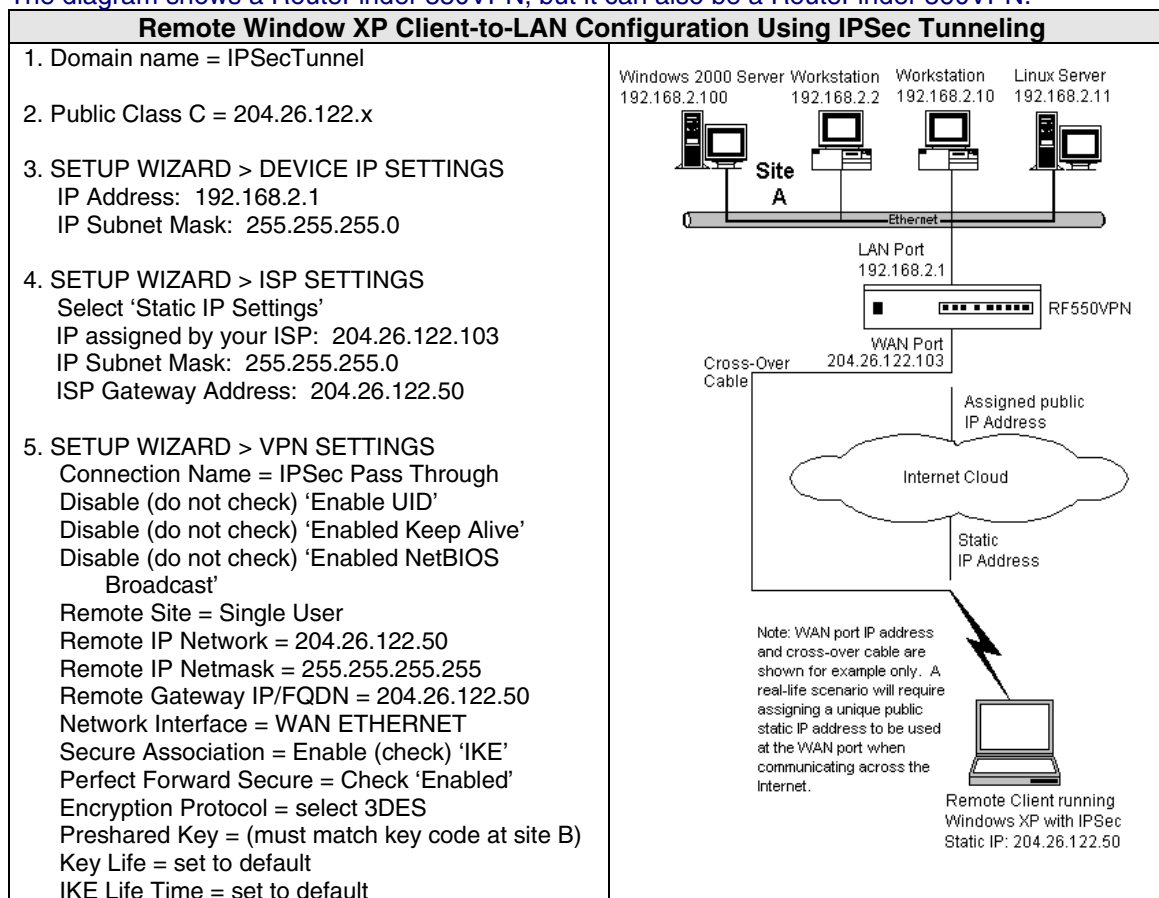 The diagram shows a RouteFinder 550VPN, but it can also be a RouteFinder 560VPN.
Remote Window XP Client-to-LAN Configuration Using IPSec Tunneling
1. Domain name = IPSecTunnel
2. Public Class C = 204.26.122.x
3. SETUP WIZARD > DEVICE IP SETTINGS
IP Address: 192.168.2.1
IP Subnet Mask: 255.255.255.0
4. SETUP WIZARD > ISP SETTINGS
Select ‘Static IP Settings’
IP assigned by your ISP: 204.26.122.103
IP Subnet Mask: 255.255.255.0
ISP Gateway Address: 204.26.122.50
5. SETUP WIZARD > VPN SETTINGS
Connection Name = IPSec Pass Through
Disable (do not check) ‘Enable UID’
Disable (do not check) ‘Enabled Keep Alive’
Disable (do not check) ‘Enabled NetBIOS
Broadcast’
Remote Site = Single User
Remote IP Network = 204.26.122.50
Remote IP Netmask = 255.255.255.255
Remote Gateway IP/FQDN = 204.26.122.50
Network Interface = WAN ETHERNET
Secure Association = Enable (check) ‘IKE’
Perfect Forward Secure = Check ‘Enabled’
Encryption Protocol = select 3DES
Preshared Key = (must match key code at site B)
Key Life = set to default
IKE Life Time = set to default
Windows 2000 Server Workstation Workstation Linux Server
192.168.2.100 192.168.2.2 192.168.2.10 192.168.2.11
Site
A
Ethernet
LAN Port
192.168.2.1
RF550VPN
WAN Port
204.26.122.103
Cross-Over
Cable
Assigned public
IP Address
Internet Cloud
Static
IP Address
Note: WAN port IP address
and cross-over cable are
shown for example only. A
real-life scenario will require
assigning a unique public
static IP address to be used
at the WAN port when
communicating across the
Internet.
Remote Client running
Windows XP with IPSec
Static IP: 204.26.122.50